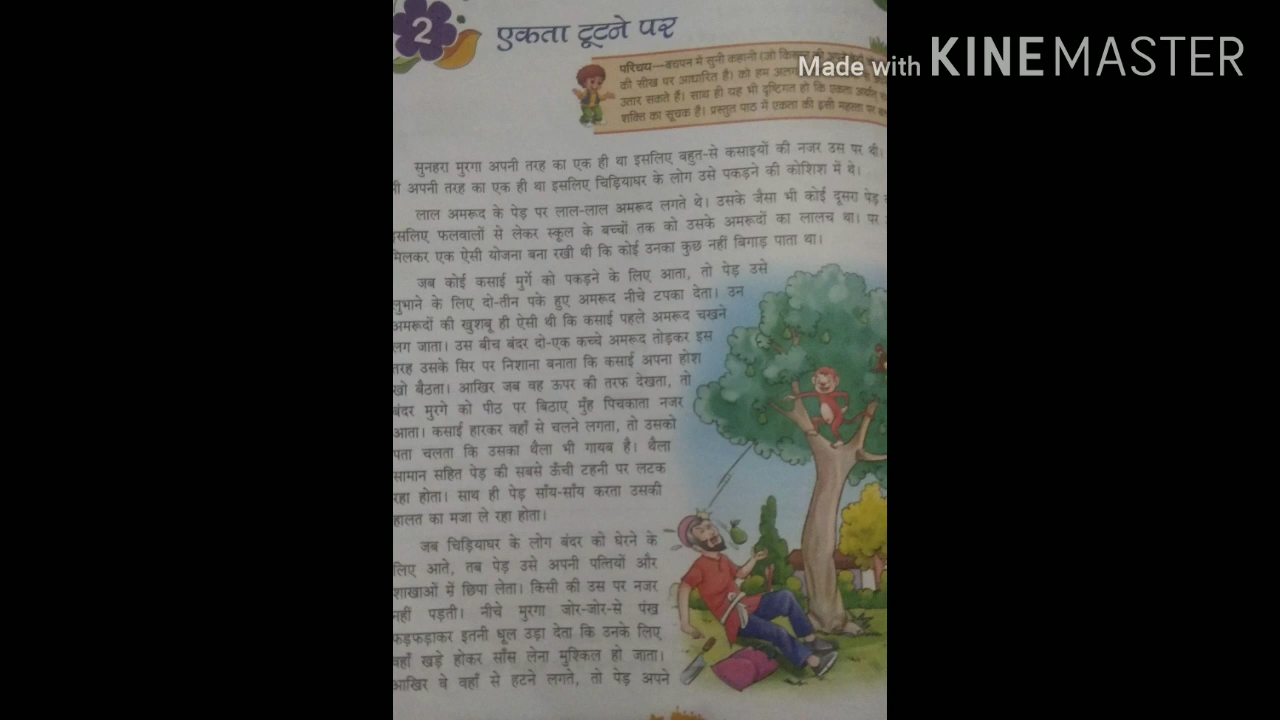 2 एकता टूटने पर
Made with KINEMASTER
परिचय—बचपन में सुनी कहानी (जो
की सीख पर आधारित है) को हम
उतार सकते हैं। साथ ही यह भी दृष्टिगत हो कि एकता
शक्ति का सूचक है। प्रस्तुत पाठ में एकता की इसी महत्ता पर
सुनहरा मुरगा अपनी तरह का एक ही था इसलिए बहुत-से कसाइयों की नजर उस पर थी।
भी अपनी तरह का एक ही था इसलिए चिड़ियाघर के लोग उसे पकड़ने की कोशिश में थे।
लाल अमरूद के पेड़ पर लाल-लाल अमरूद लगते थे। उसके जैसा भी कोई दूसरा पेड़
इसलिए फलवालों से लेकर स्कूल के बच्चों तक को उसके अमरूदों का लालच था। पर
मिलकर एक ऐसी योजना बना रखी थी कि कोई उनका कुछ नहीं बिगाड़ पाता था।
जब कोई कसाई मुर्गे को पकड़ने के लिए आता, तो पेड़ उसे
लुभाने के लिए दो-तीन पके हुए अमरूद नीचे टपका देता। उन
अमरूदों की खुशबू ही ऐसी थी कि कसाई पहले अमरूद चखने
लग जाता। उस बीच बंदर दो-एक कच्चे अमरूद तोड़कर इस
तरह उसके सिर पर निशाना बनाता कि कसाई अपना होश
खो बैठता। आखिर जब वह ऊपर की तरफ देखता, तो
बंदर मुरगे को पीठ पर बिठाए मुँह पिचकाता नजर
आता। कसाई हारकर वहाँ से चलने लगता, तो उसको
पता चलता कि उसका थैला भी गायब है। थैला
सामान सहित पेड़ की सबसे ऊँची टहनी पर लटक
रहा होता। साथ ही पेड़ साँय-साँय करता उसकी
हालत का मजा ले रहा होता।
जब चिड़ियाघर के लोग बंदर को घेरने के
लिए आते, तब पेड़ उसे अपनी पत्तियों और
शाखाओं में छिपा लेता। किसी की उस पर नजर
नहीं पड़ती। नीचे मुरगा जोर-जोर-से पंख
फड़फड़ाकर इतनी धूल उड़ा देता कि उनके लिए
वहाँ खड़े होकर साँस लेना मुश्किल हो जाता।
आखिर वे वहाँ से हटने लगते, तो पेड़ अपने